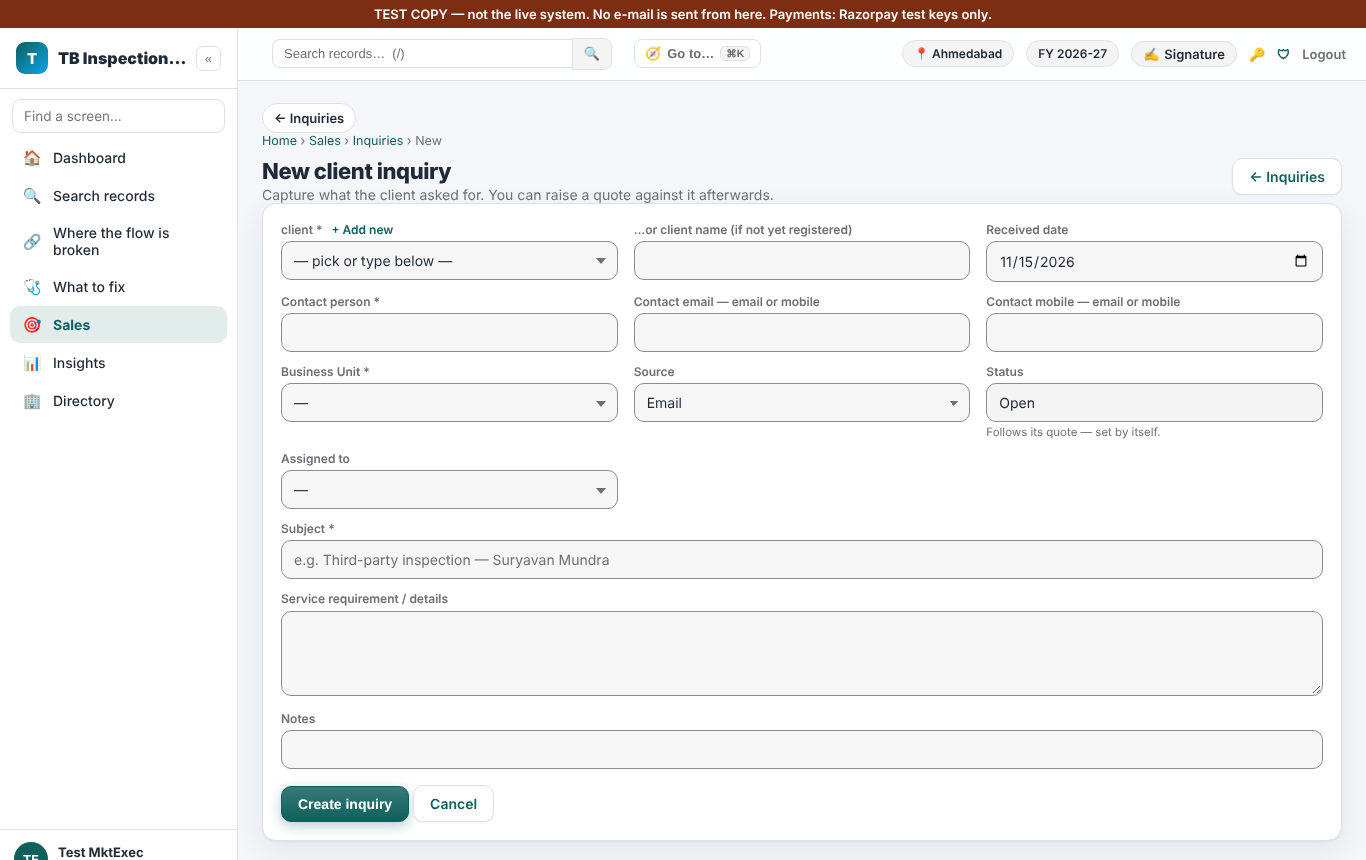 TEST COPY — not the live system. No e-mail is sent from here. Payments: Razorpay test keys only.
T TB Inspection... «
Search records... (/)
Go to... ⌘K
Ahmedabad
FY 2026-27
Signature
Logout
Find a screen...
Dashboard
Search records
Where the flow is
broken
What to fix
Sales
Insights
Directory
← Inquiries
Home › Sales › Inquiries › New
New client inquiry
← Inquiries
Capture what the client asked for. You can raise a quote against it afterwards.
client * + Add new
— pick or type below —
...or client name (if not yet registered)
Received date
11/15/2026
Contact person *
Contact email — email or mobile
Contact mobile — email or mobile
Business Unit *
—
Source
Email
Status
Open
Follows its quote — set by itself.
Assigned to
—
Subject *
e.g. Third-party inspection — Suryavan Mundra
Service requirement / details
Notes
Create inquiry
Cancel
Test MktExec